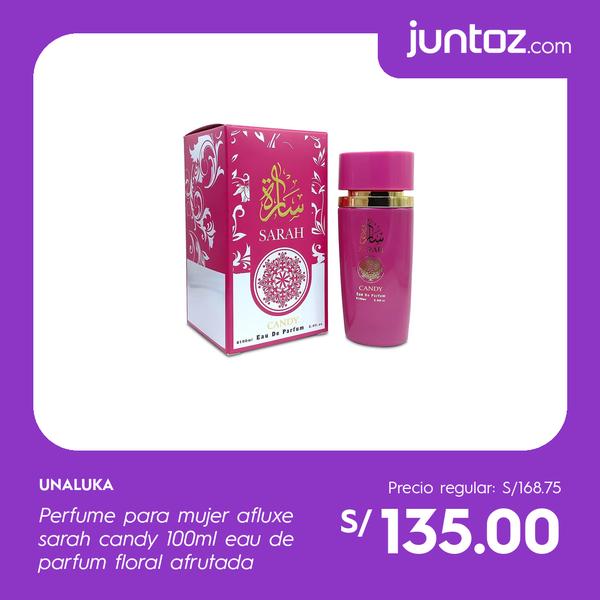 juntoz.com
سارة
SARAH
CANDY
Eau De Parfum
سارة
SARAH
CANDY
Eau De Parfum
UNALUKA
Perfume para mujer afluxe
sarah candy 100ml eau de
parfum floral afrutada
Precio regular: S/168.75
S/135.00